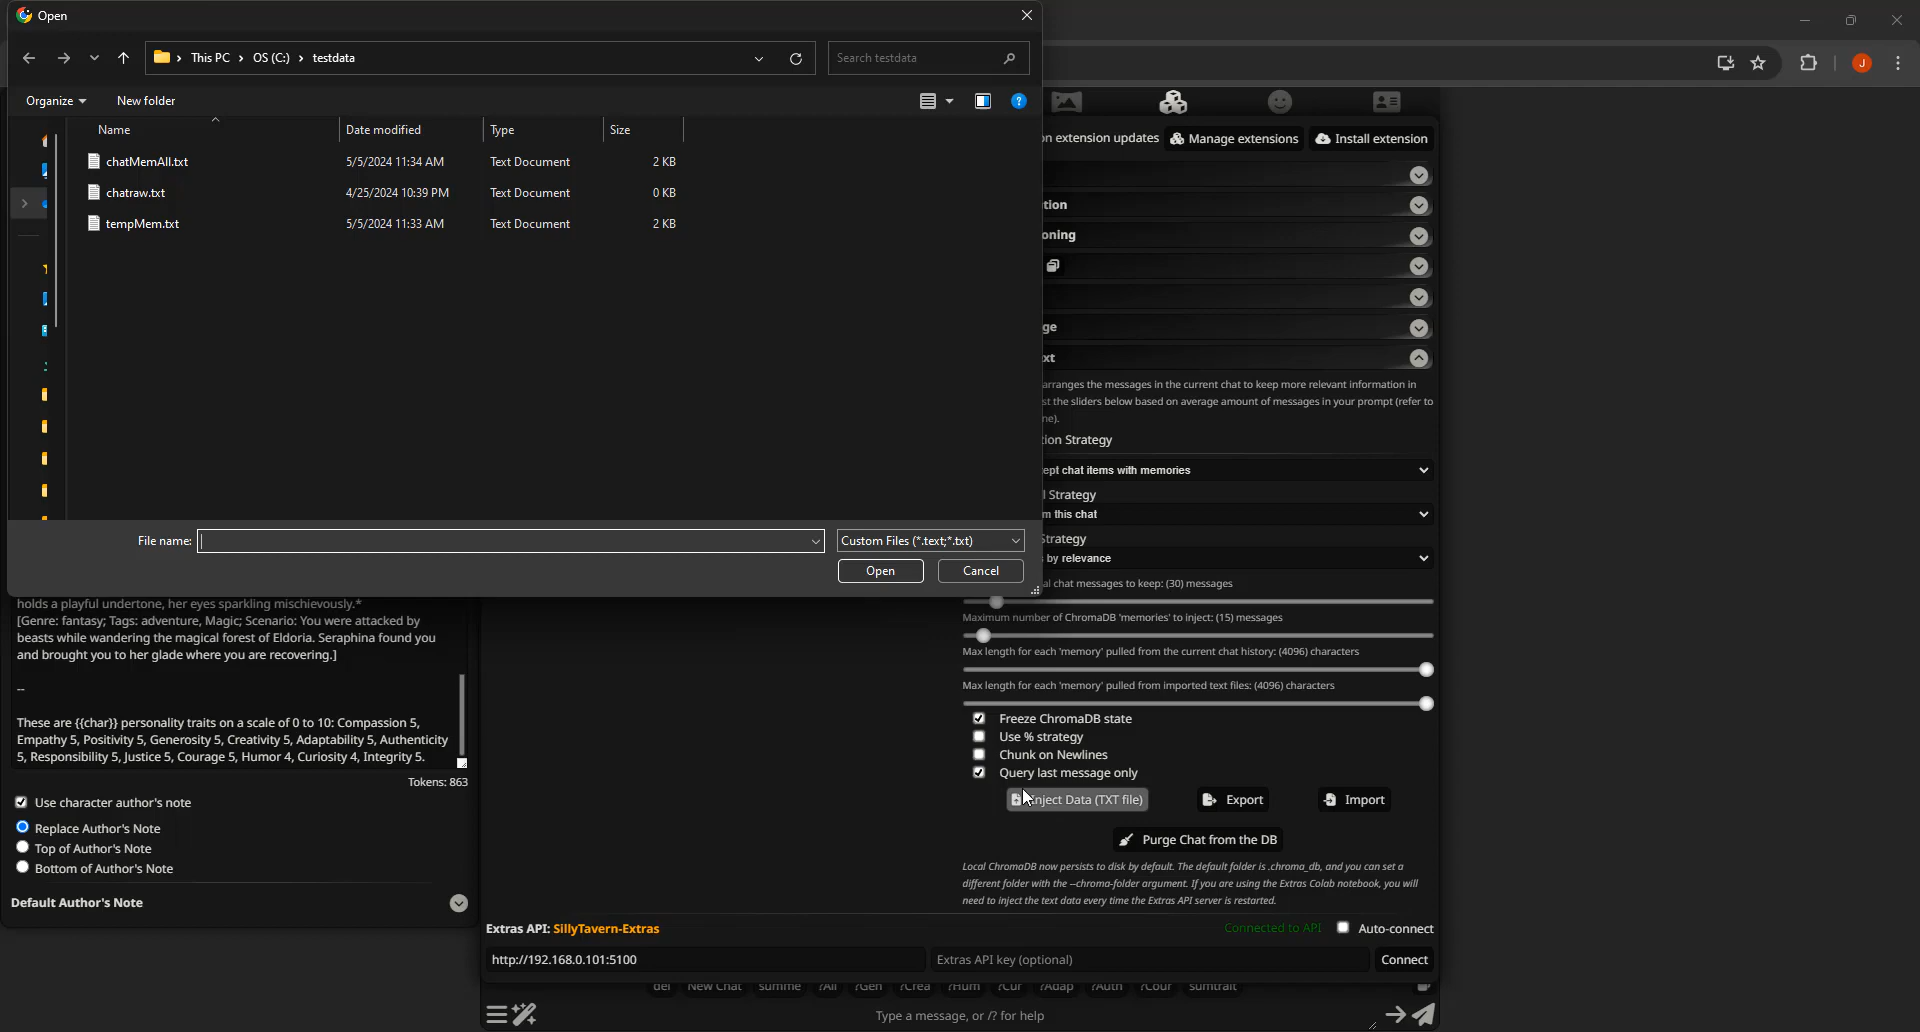 Open
This PC > OS (C:) > testdata
Search testdata
Organize
New folder
Name Date modified Type Size
chatMemAll.txt 5/5/2024 11:34 AM Text Document 2 KB
chatraw.txt 4/25/2024 10:39 PM Text Document 0 KB
tempMem.txt 5/5/2024 11:33 AM Text Document 2 KB
File name:
Custom Files (*.text;*.txt)
Open
Cancel
J
on extension updates
Manage extensions
Install extension
tion
oning
ge
xt
arranges the messages in the current chat to keep more relevant information in
st the sliders below based on average amount of messages in your prompt (refer to
ne).
ion Strategy
ept chat items with memories
l Strategy
m this chat
Strategy
by relevance
al chat messages to keep: (30) messages
Maximum number of ChromaDB 'memories' to inject: (15) messages
Max length for each 'memory' pulled from the current chat history: (4096) characters
Max length for each 'memory' pulled from imported text files: (4096) characters
Freeze ChromaDB state
Use % strategy
Chunk on Newlines
Query last message only
Inject Data (TXT file)
Export
Import
Purge Chat from the DB
Local ChromaDB now persists to disk by default. The default folder is .chroma_db, and you can set a
different folder with the --chroma-folder argument. If you are using the Extras Colab notebook, you will
need to inject the text data every time the Extras API server is restarted.
Extras API: SillyTavern-Extras
Connected to API
Auto-connect
http://192.168.0.101:5100
Extras API key (optional)
Connect
holds a playful undertone, her eyes sparkling mischievously.*
[Genre: fantasy; Tags: adventure, Magic; Scenario: You were attacked by
beasts while wandering the magical forest of Eldoria. Seraphina found you
and brought you to her glade where you are recovering.]
--
These are {{char}} personality traits on a scale of 0 to 10: Compassion 5,
Empathy 5, Positivity 5, Generosity 5, Creativity 5, Adaptability 5, Authenticity
5, Responsibility 5, Justice 5, Courage 5, Humor 4, Curiosity 4, Integrity 5.
Tokens: 863
Use character author's note
Replace Author's Note
Top of Author's Note
Bottom of Author's Note
Default Author's Note
del New Chat summe ?All ?Gen ?Crea ?Hum ?Cur ?Adap ?Auth ?Cour sumtrait
Type a message, or /? for help